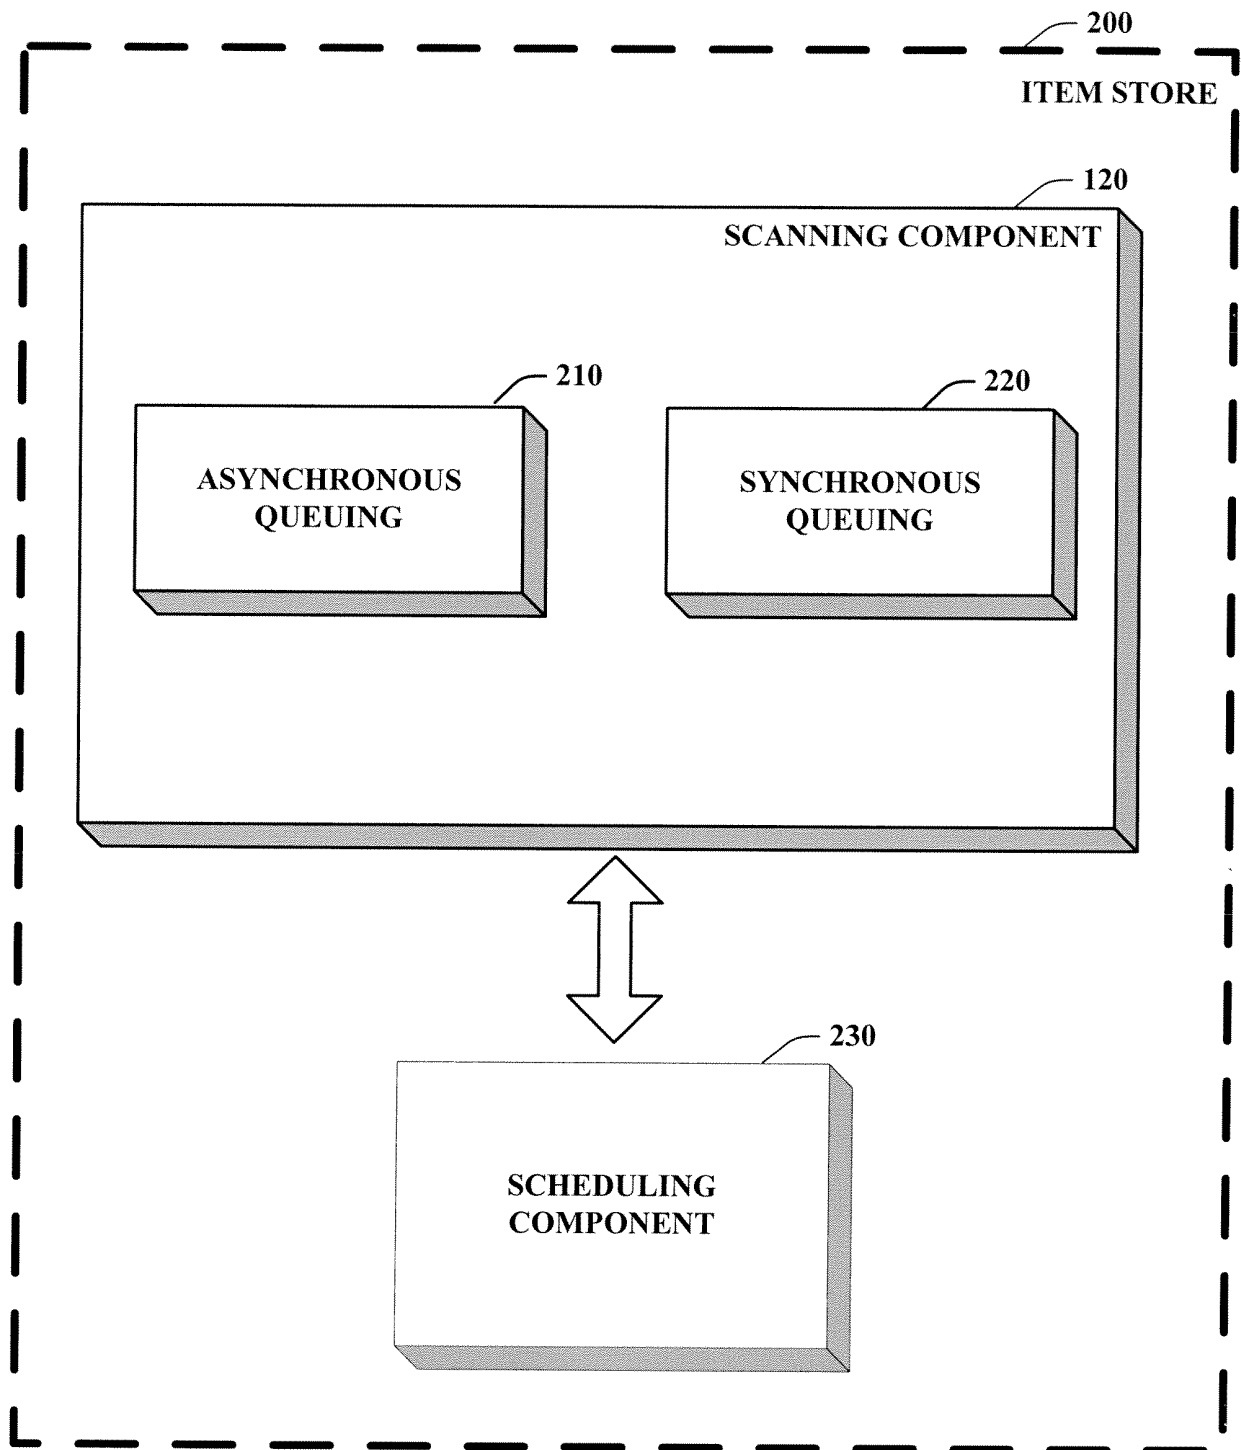 200
ITEM STORE
120
SCANNING COMPONENT
210
220
ASYNCHRONOUS
QUEUING
SYNCHRONOUS
QUEUING
230
SCHEDULING
COMPONENT